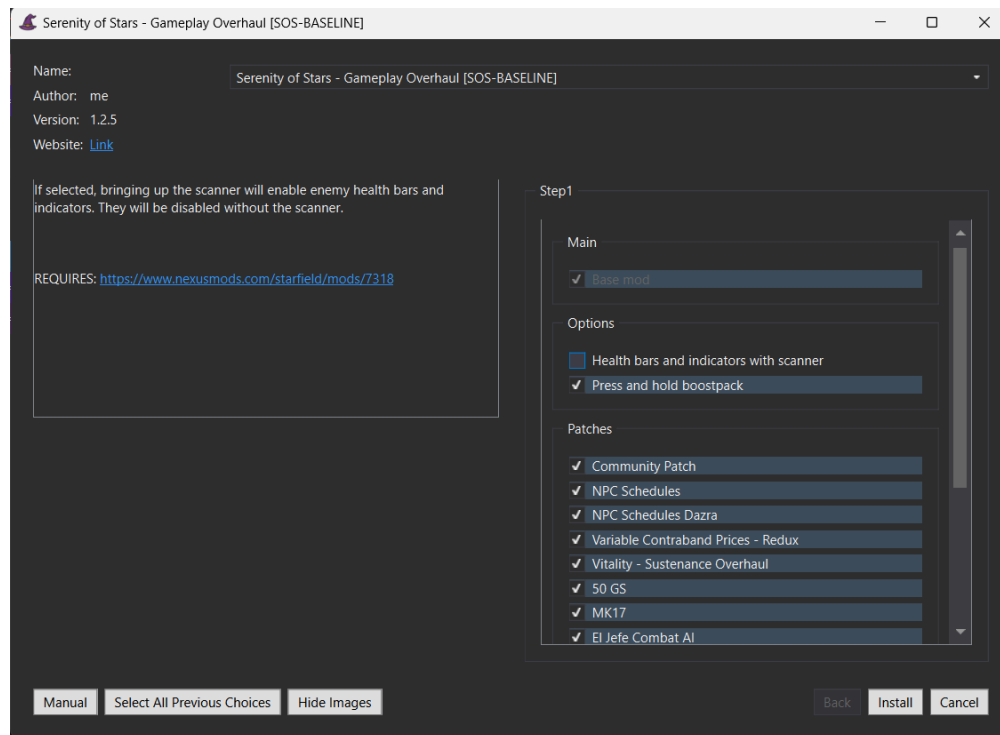 Serenity of Stars - Gameplay Overhaul [SOS-BASELINE]
Name:
Serenity of Stars - Gameplay Overhaul [SOS-BASELINE]
Author: me
Version: 1.2.5
Website: Link
If selected, bringing up the scanner will enable enemy health bars and
indicators. They will be disabled without the scanner.
REQUIRES: https://www.nexusmods.com/starfield/mods/7318
Step1
Main
Base mod
Options
Health bars and indicators with scanner
Press and hold boostpack
Patches
Community Patch
NPC Schedules
NPC Schedules Dazra
Variable Contraband Prices - Redux
Vitality - Sustenance Overhaul
50 GS
MK17
El Jefe Combat AI
Manual
Select All Previous Choices
Hide Images
Back
Install
Cancel